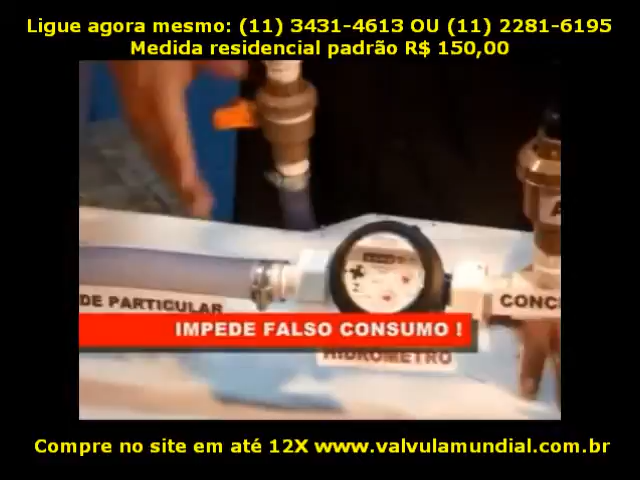 Ligue agora mesmo: (11) 3431-4613 OU (11) 2281-6195
Medida residencial padrão R$ 150,00
DE PARTICULAR
CONC
IMPEDE FALSO CONSUMO !
HIDRÔMETRO
Compre no site em até 12X www.valvulamundial.com.br